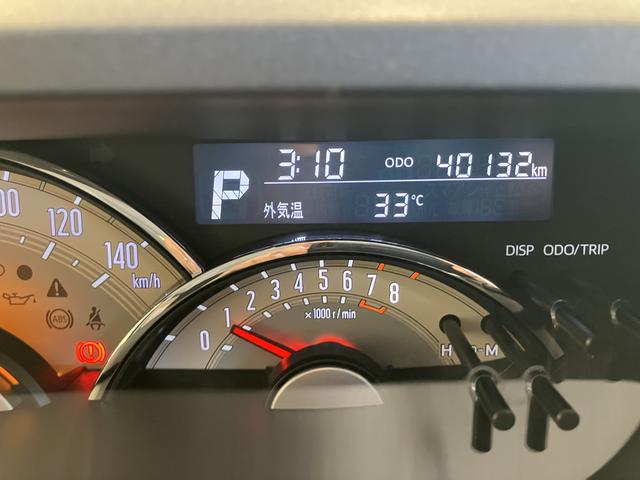 3:10 ODO 40132km
P
外気温 33℃
DISP ODO/TRIP
120
140
km/h
0 1 2 3 4 5 6 7 8
×1000 r/min
ABS